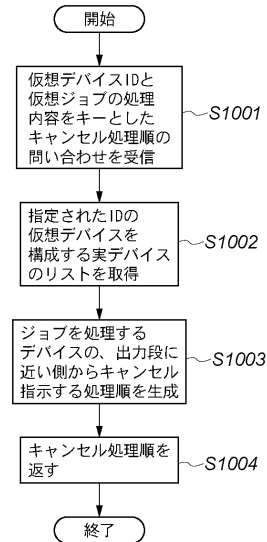 開始
仮想デバイスIDと
仮想ジョブの処理
内容をキーとした
キャンセル処理順の
問い合わせを受信
S1001
指定されたIDの
仮想デバイスを
構成する実デバイス
のリストを取得
S1002
ジョブを処理する
デバイスの、出力段に
近い側からキャンセル
指示する処理順を生成
S1003
キャンセル処理順を
返す
S1004
終了